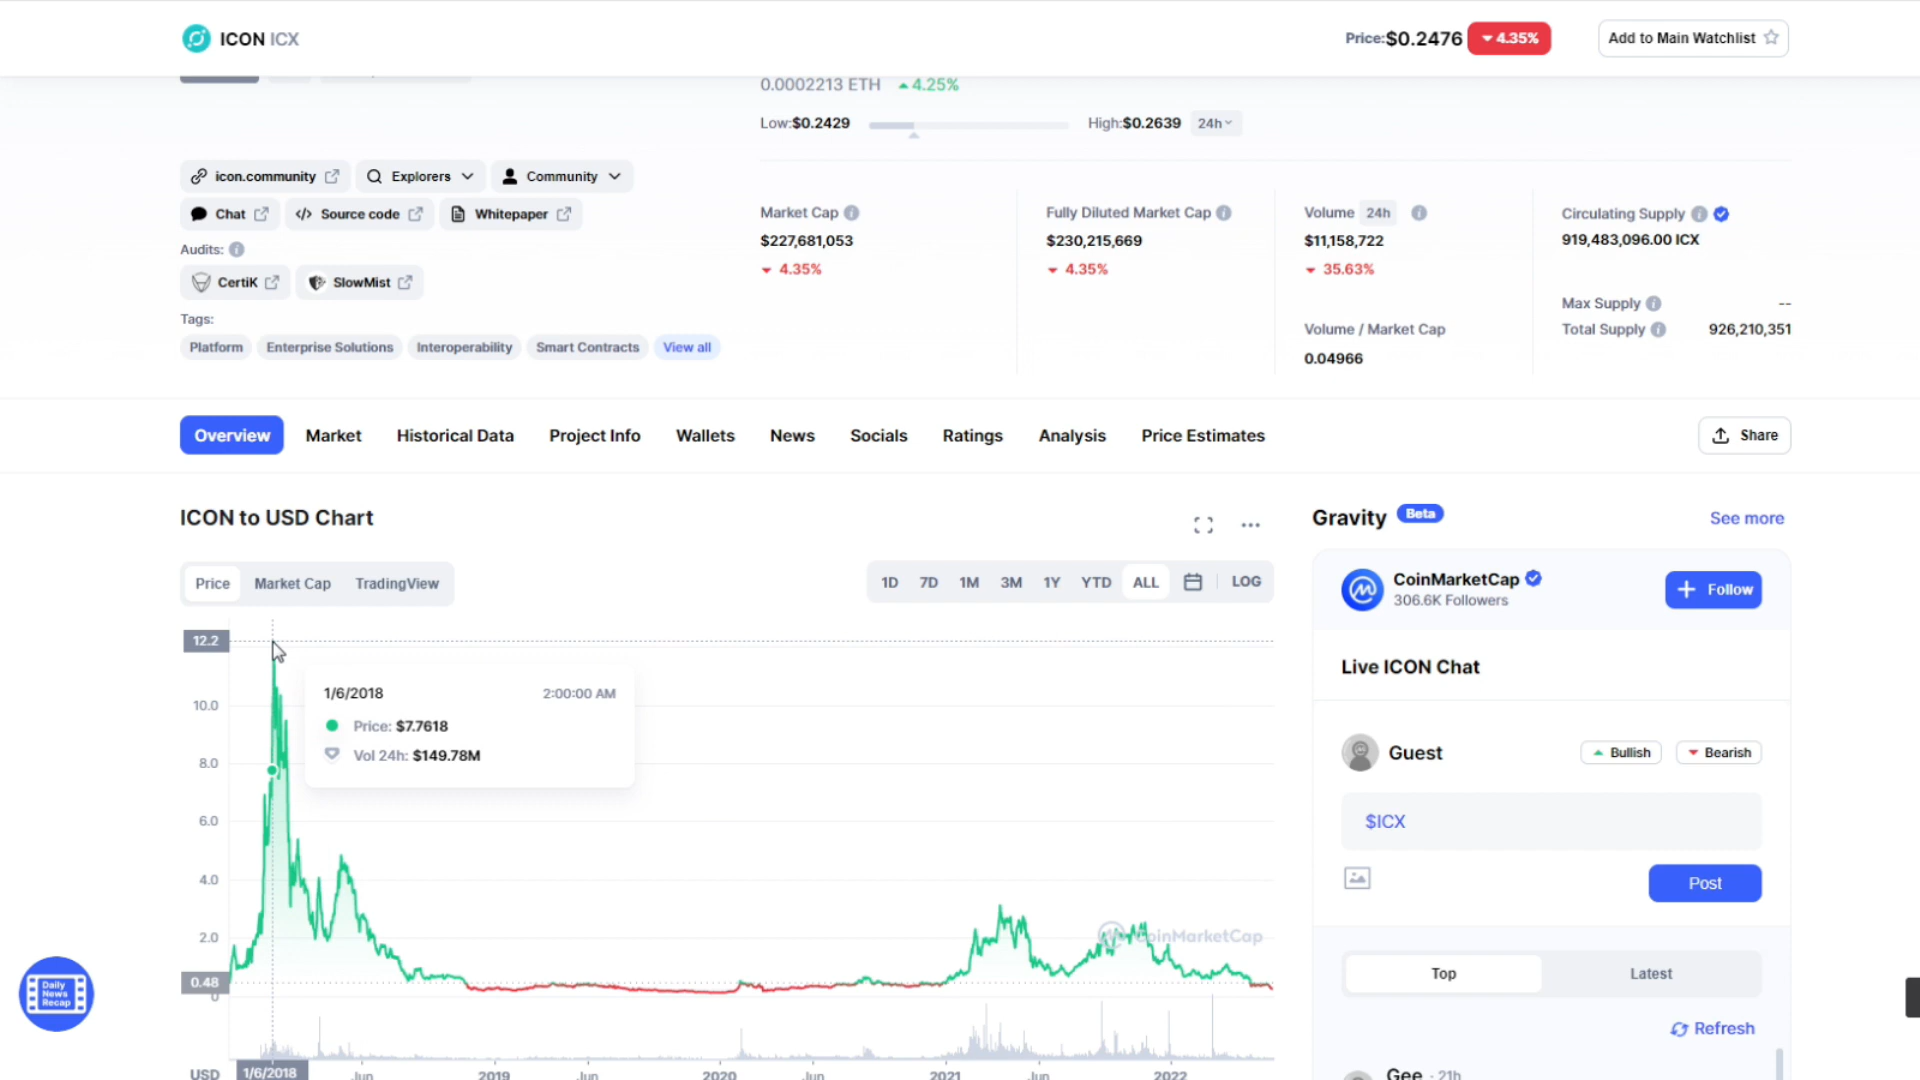 ICON ICX
Price:$0.2476 4.35%
Add to Main Watchlist
0.0002213 ETH 4.25%
Low:$0.2429 High:$0.2639 24h
icon.community Explorers Community
Chat Source code Whitepaper
Audits:
CertiK SlowMist
Tags:
Platform Enterprise Solutions Interoperability Smart Contracts View all
Market Cap
$227,681,053
4.35%
Fully Diluted Market Cap
$230,215,669
4.35%
Volume 24h
$11,158,722
35.63%
Volume / Market Cap
0.04966
Circulating Supply
919,483,096.00 ICX
Max Supply --
Total Supply 926,210,351
Overview Market Historical Data Project Info Wallets News Socials Ratings Analysis Price Estimates Share
ICON to USD Chart
Price Market Cap TradingView
1D 7D 1M 3M 1Y YTD ALL LOG
12.2
10.0
8.0
6.0
4.0
2.0
0.48
0
1/6/2018 2:00:00 AM
Price: $7.7618
Vol 24h: $149.78M
CoinMarketCap
USD 1/6/2018 Jun 2019 Jun 2020 Jun 2021 Jun 2022
Daily
News
Recap
Gravity Beta See more
CoinMarketCap
306.6K Followers
Follow
Live ICON Chat
Guest Bullish Bearish
$ICX
Post
Top Latest
Refresh
Gee · 21h